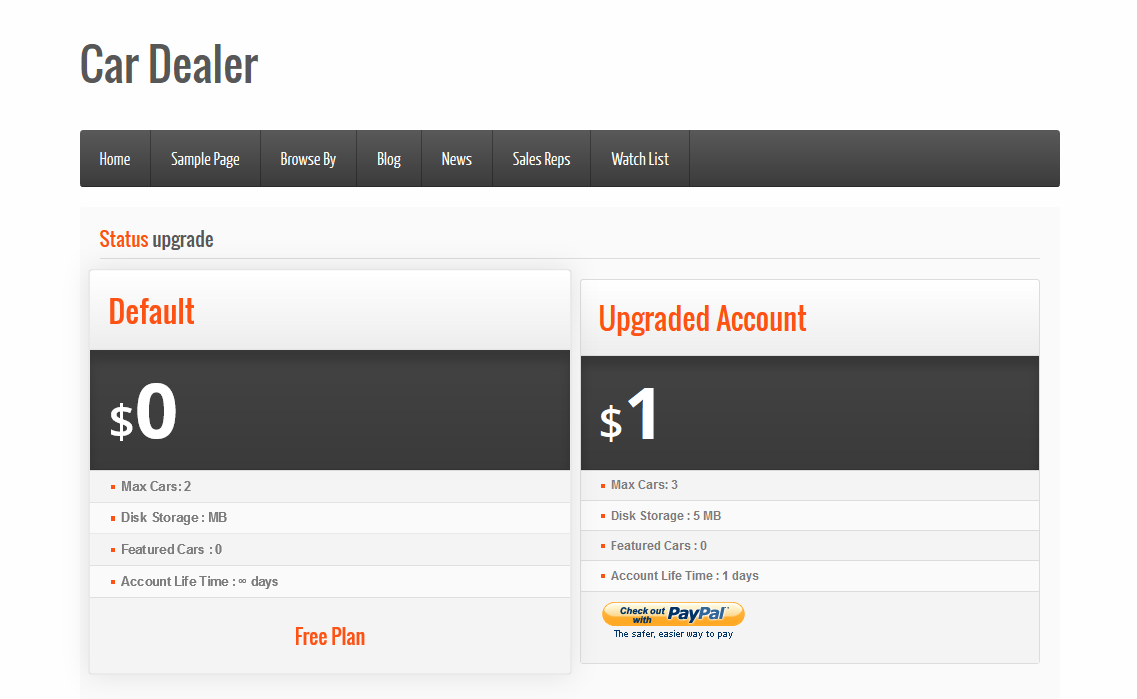 Car Dealer
Home Sample Page Browse By Blog News Sales Reps Watch List
Status upgrade
Default
$0
Max Cars: 2
Disk Storage : MB
Featured Cars : 0
Account Life Time : ∞ days
Free Plan
Upgraded Account
$1
Max Cars: 3
Disk Storage : 5 MB
Featured Cars : 0
Account Life Time : 1 days
Check out with PayPal
The safer, easier way to pay